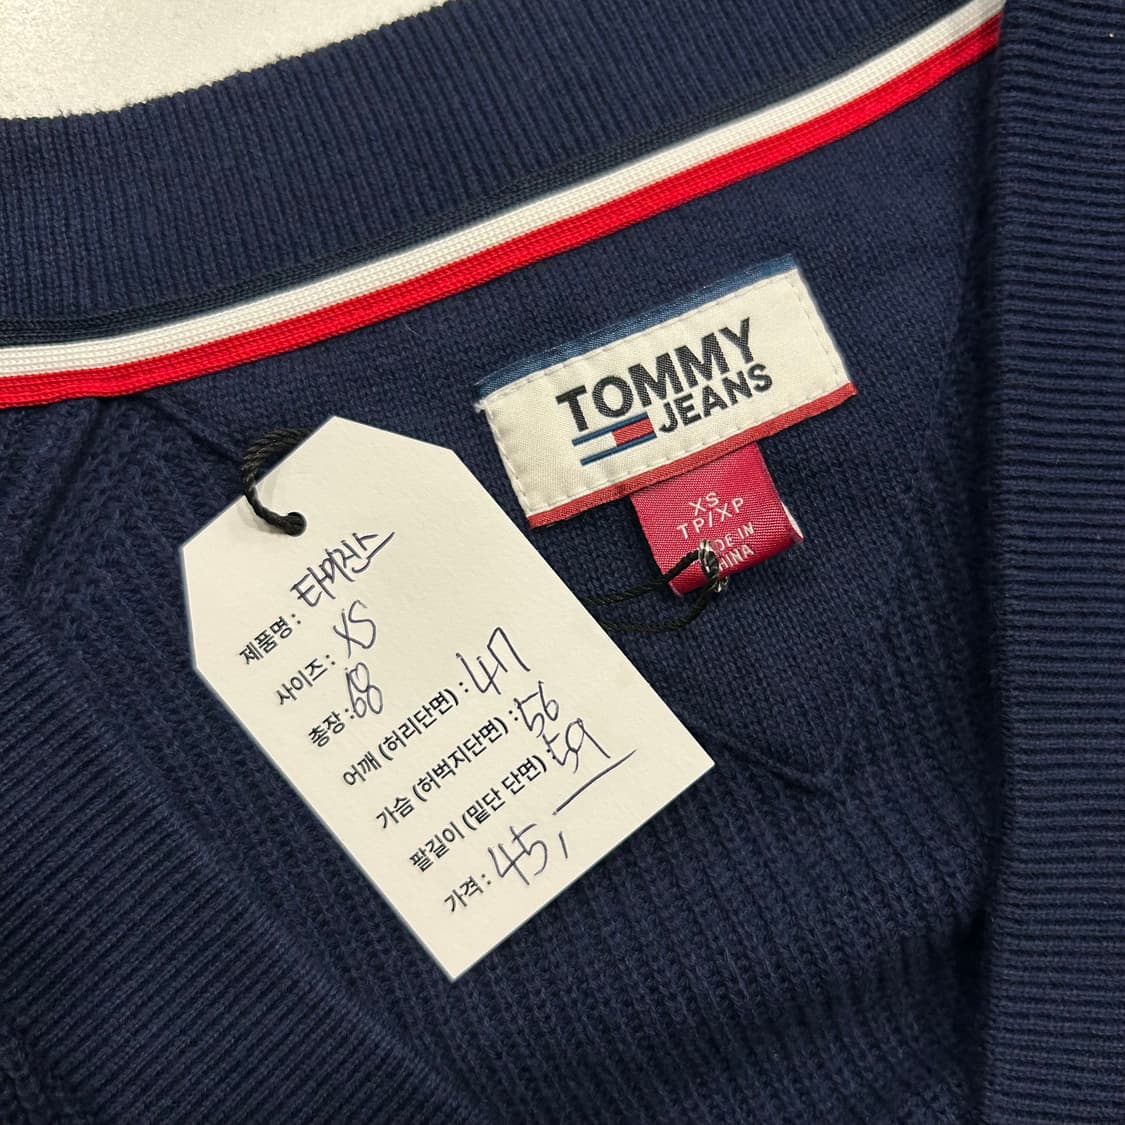 TOMMY
JEANS
XS
TP/XP
DE IN
HINA
제품명 : 타미진스
사이즈 : XS
총장 : 68
어깨 (허리단면) : 47
가슴 (허벅지단면) : 56
팔길이 (밑단 단면) : 59
가격 : 45,